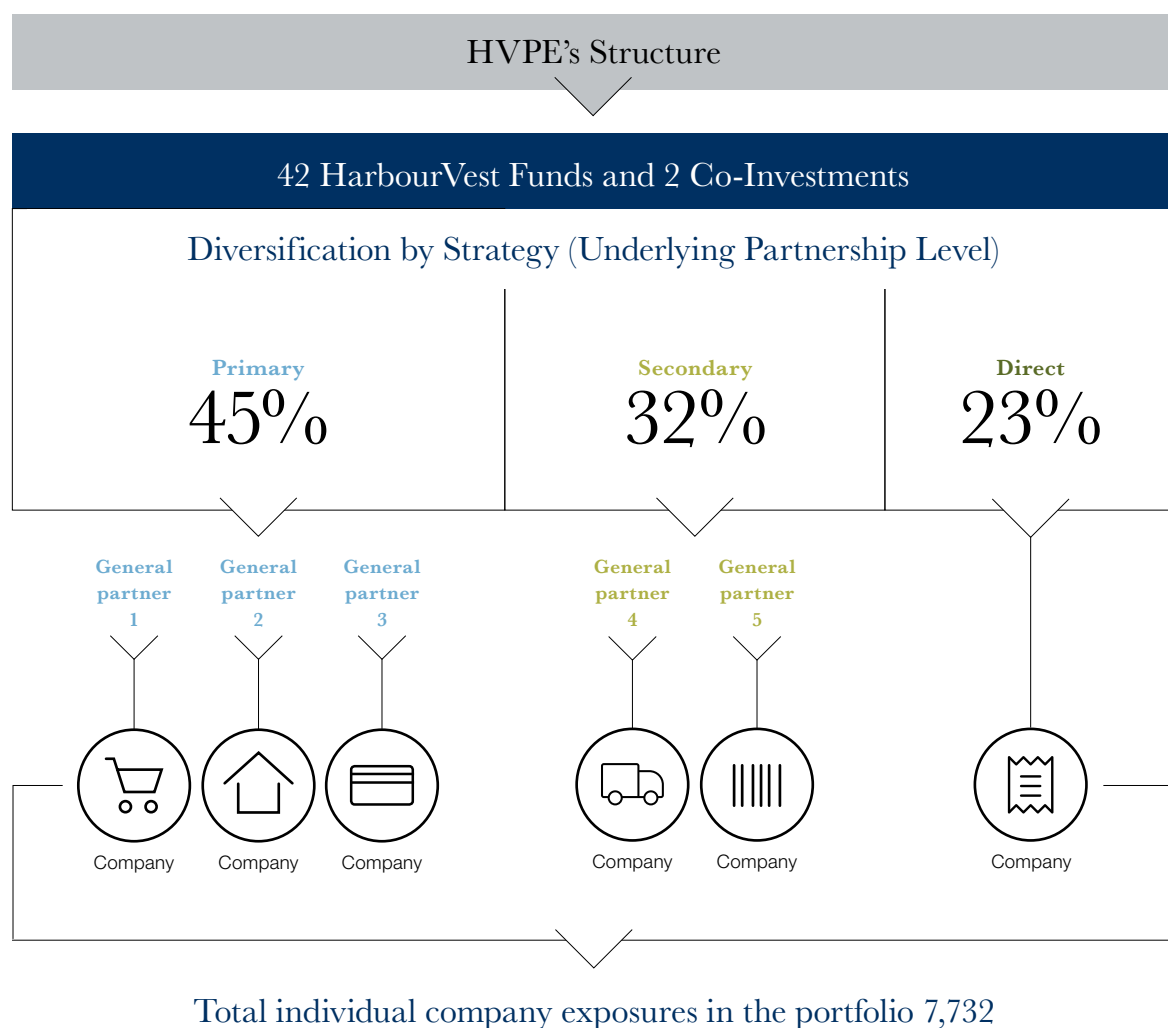 HVPE’s Structure
42 HarbourVest Funds and 2 Co-Investments
Diversification by Strategy (Underlying Partnership Level)
Primary
45%
Secondary
32%
Direct
23%
General
partner
1
General
partner
2
General
partner
3
General
partner
4
General
partner
5
Company
Company
Company
Company
Company
Company
Total individual company exposures in the portfolio 7,732